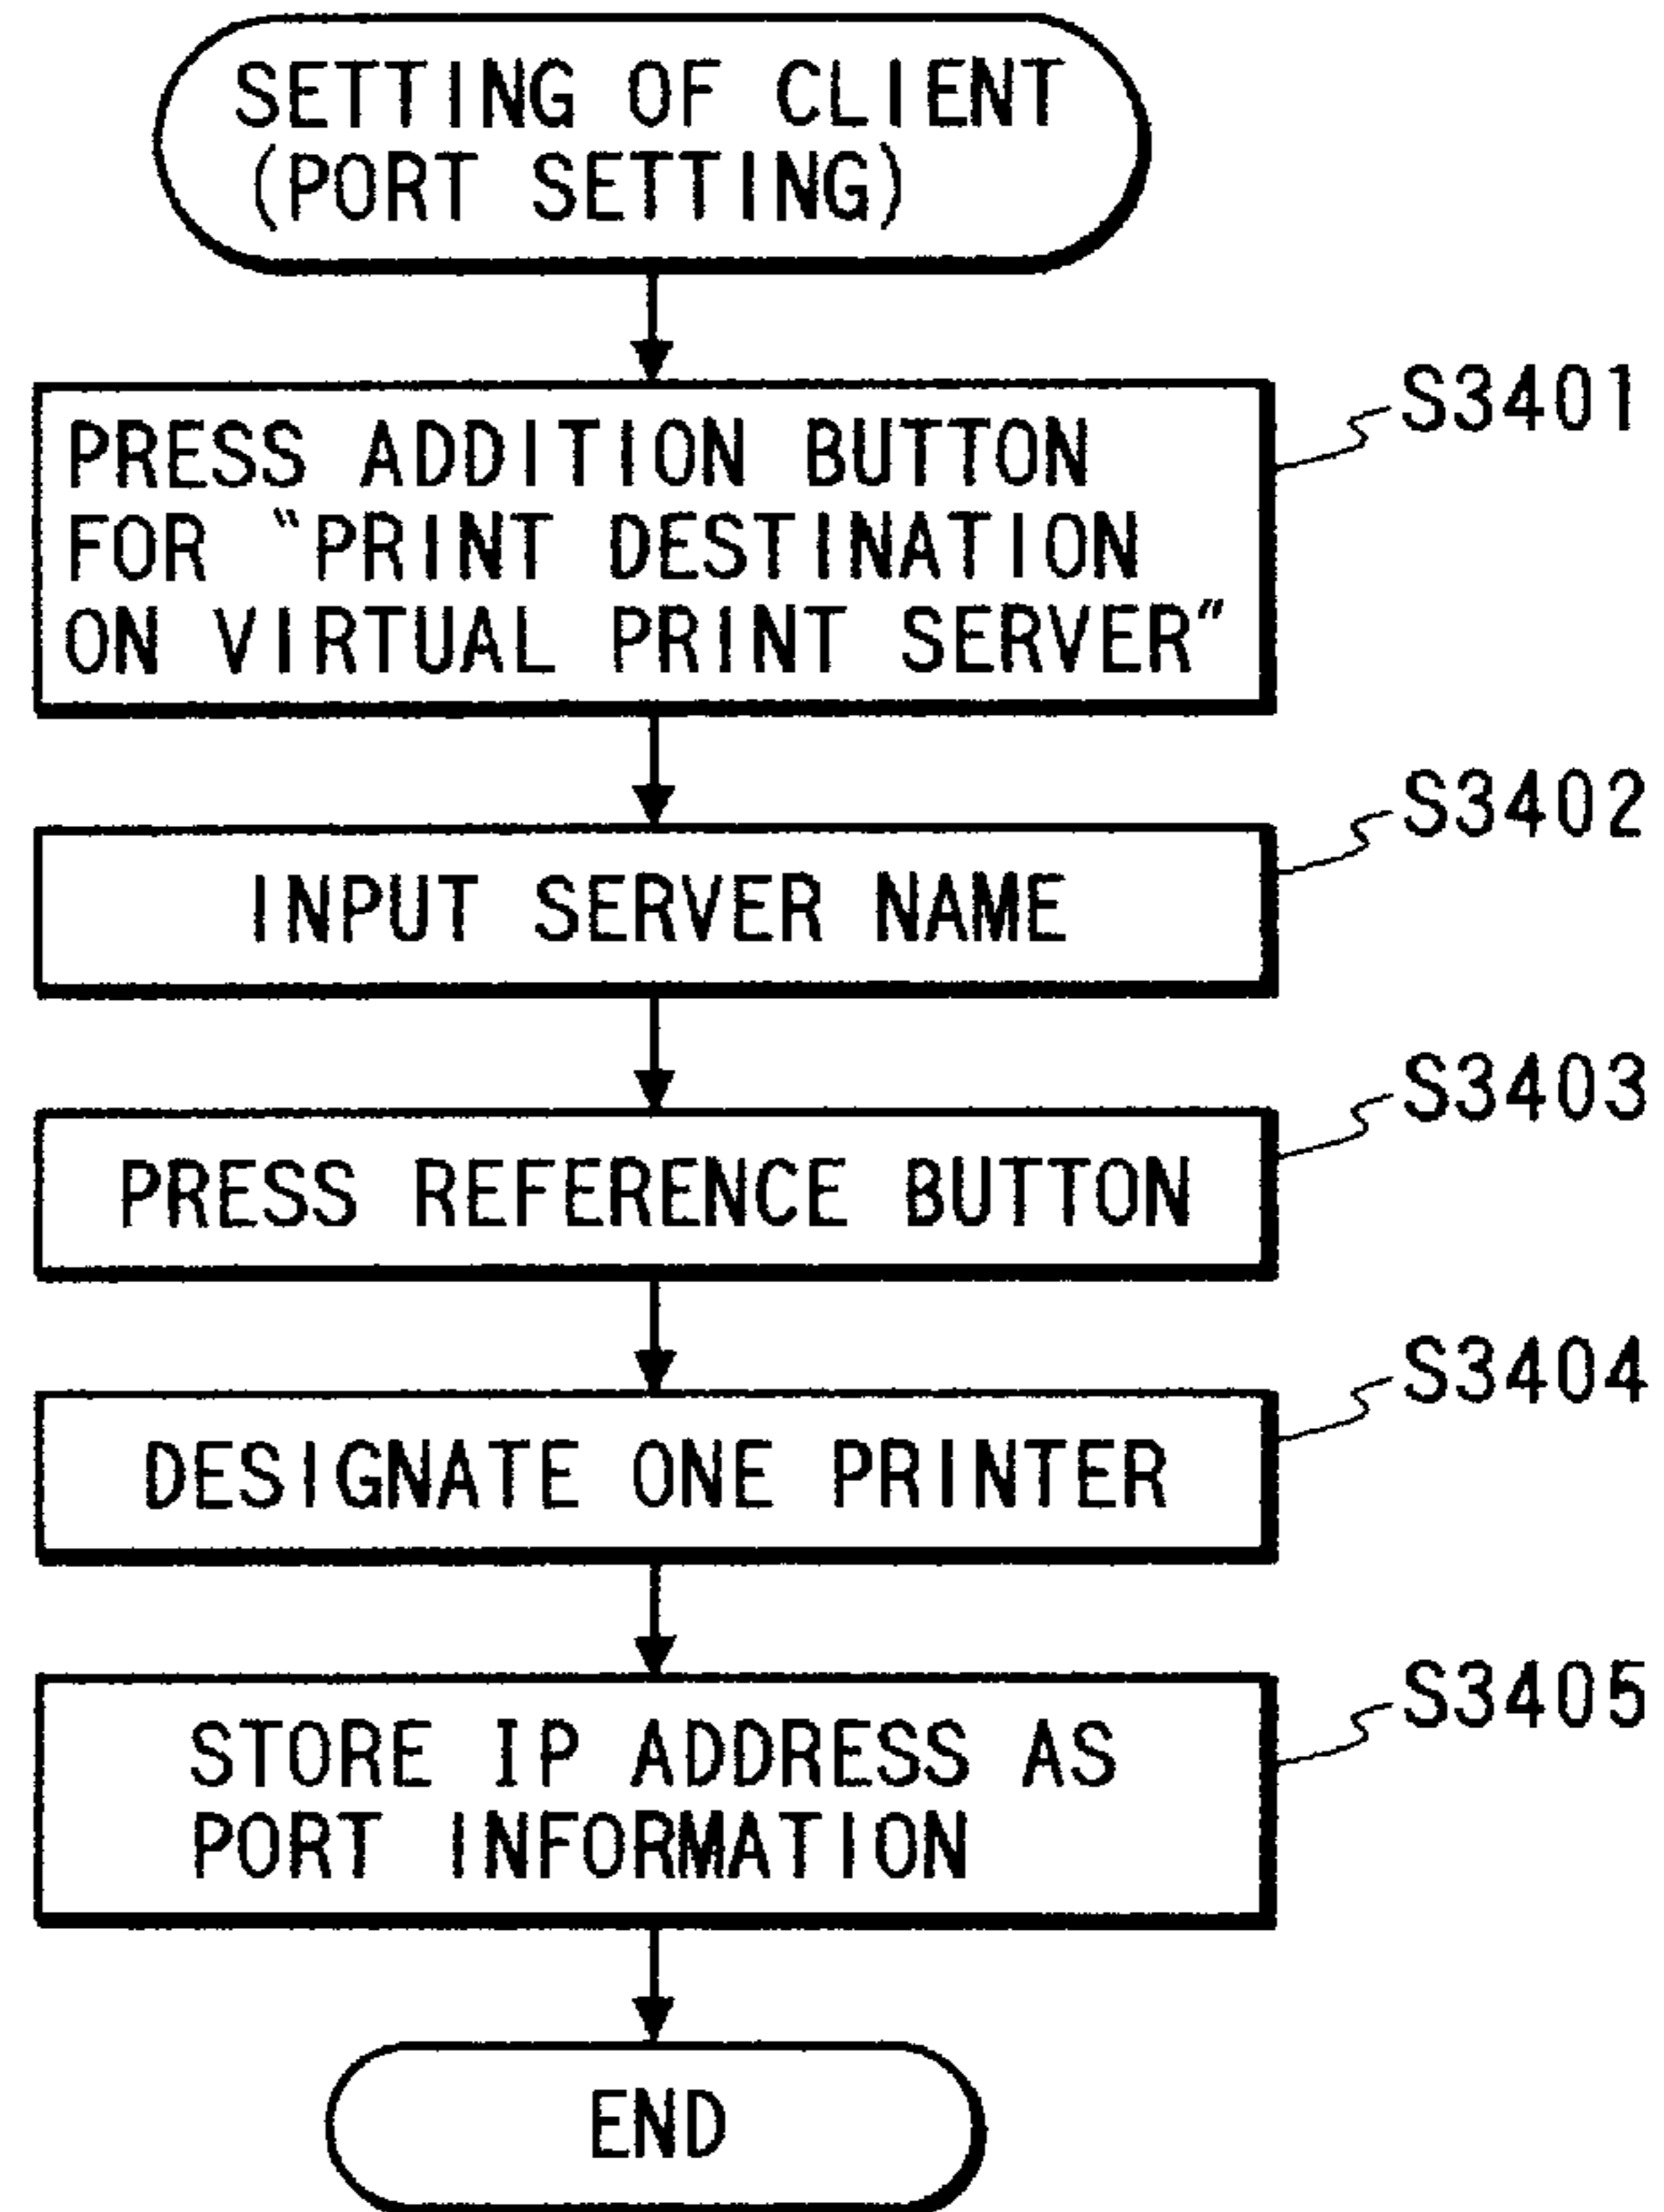 SETTING OF CLIENT
(PORT SETTING)
S3401
PRESS ADDITION BUTTON
FOR "PRINT DESTINATION
ON VIRTUAL PRINT SERVER"
S3402
INPUT SERVER NAME
S3403
PRESS REFERENCE BUTTON
S3404
DESIGNATE ONE PRINTER
S3405
STORE IP ADDRESS AS
PORT INFORMATION
END